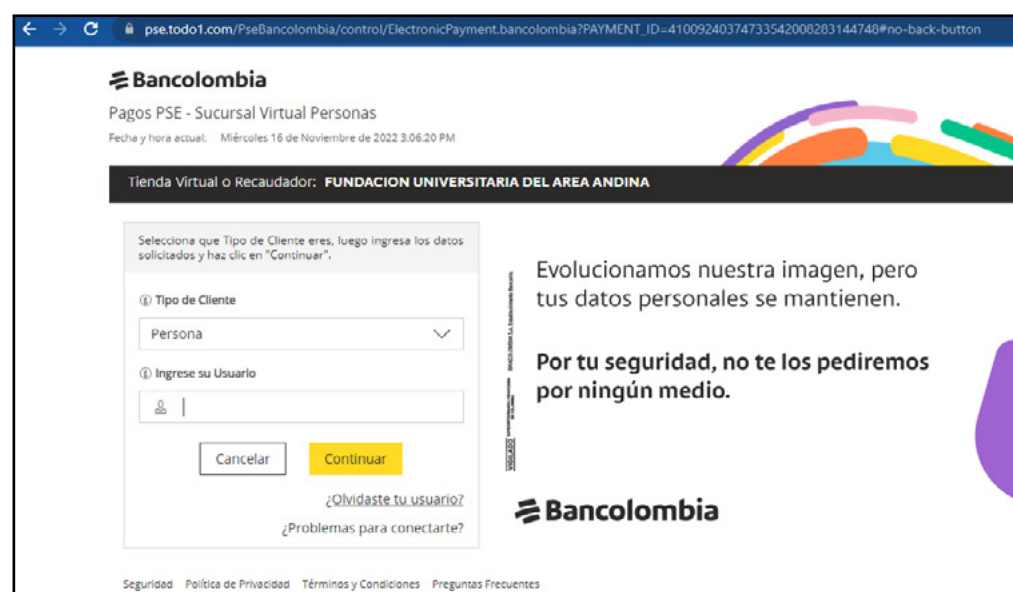 pse.todo1.com/PseBancolombia/control/ElectronicPayment.bancolombia?PAYMENT_ID=41009240374733542008283144748#no-back-button
Bancolombia
Pagos PSE - Sucursal Virtual Personas
Fecha y hora actual: Miércoles 16 de Noviembre de 2022 3:06:20 PM
Tienda Virtual o Recaudador: FUNDACION UNIVERSITARIA DEL AREA ANDINA
Selecciona que Tipo de Cliente eres, luego ingresa los datos
solicitados y haz clic en "Continuar".
Tipo de Cliente
Persona
Ingrese su Usuario
Cancelar
Continuar
¿Olvidaste tu usuario?
¿Problemas para conectarte?
Evolucionamos nuestra imagen, pero
tus datos personales se mantienen.
Por tu seguridad, no te los pediremos
por ningún medio.
VIGILADO
Bancolombia
Seguridad Política de Privacidad Términos y Condiciones Preguntas Frecuentes